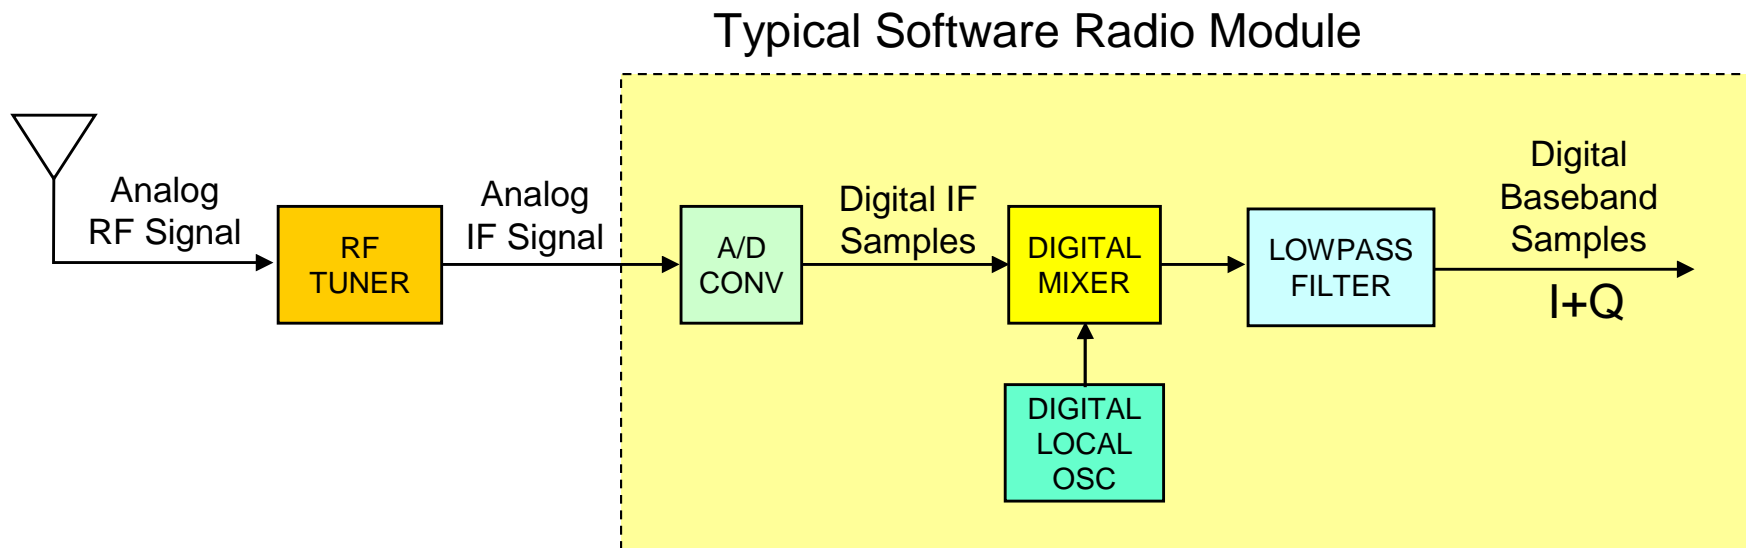 Typical Software Radio Module
Analog
RF Signal
RF
TUNER
Analog
IF Signal
A/D
CONV
Digital IF
Samples
DIGITAL
MIXER
DIGITAL
LOCAL
OSC
LOWPASS
FILTER
Digital
Baseband
Samples
I+Q